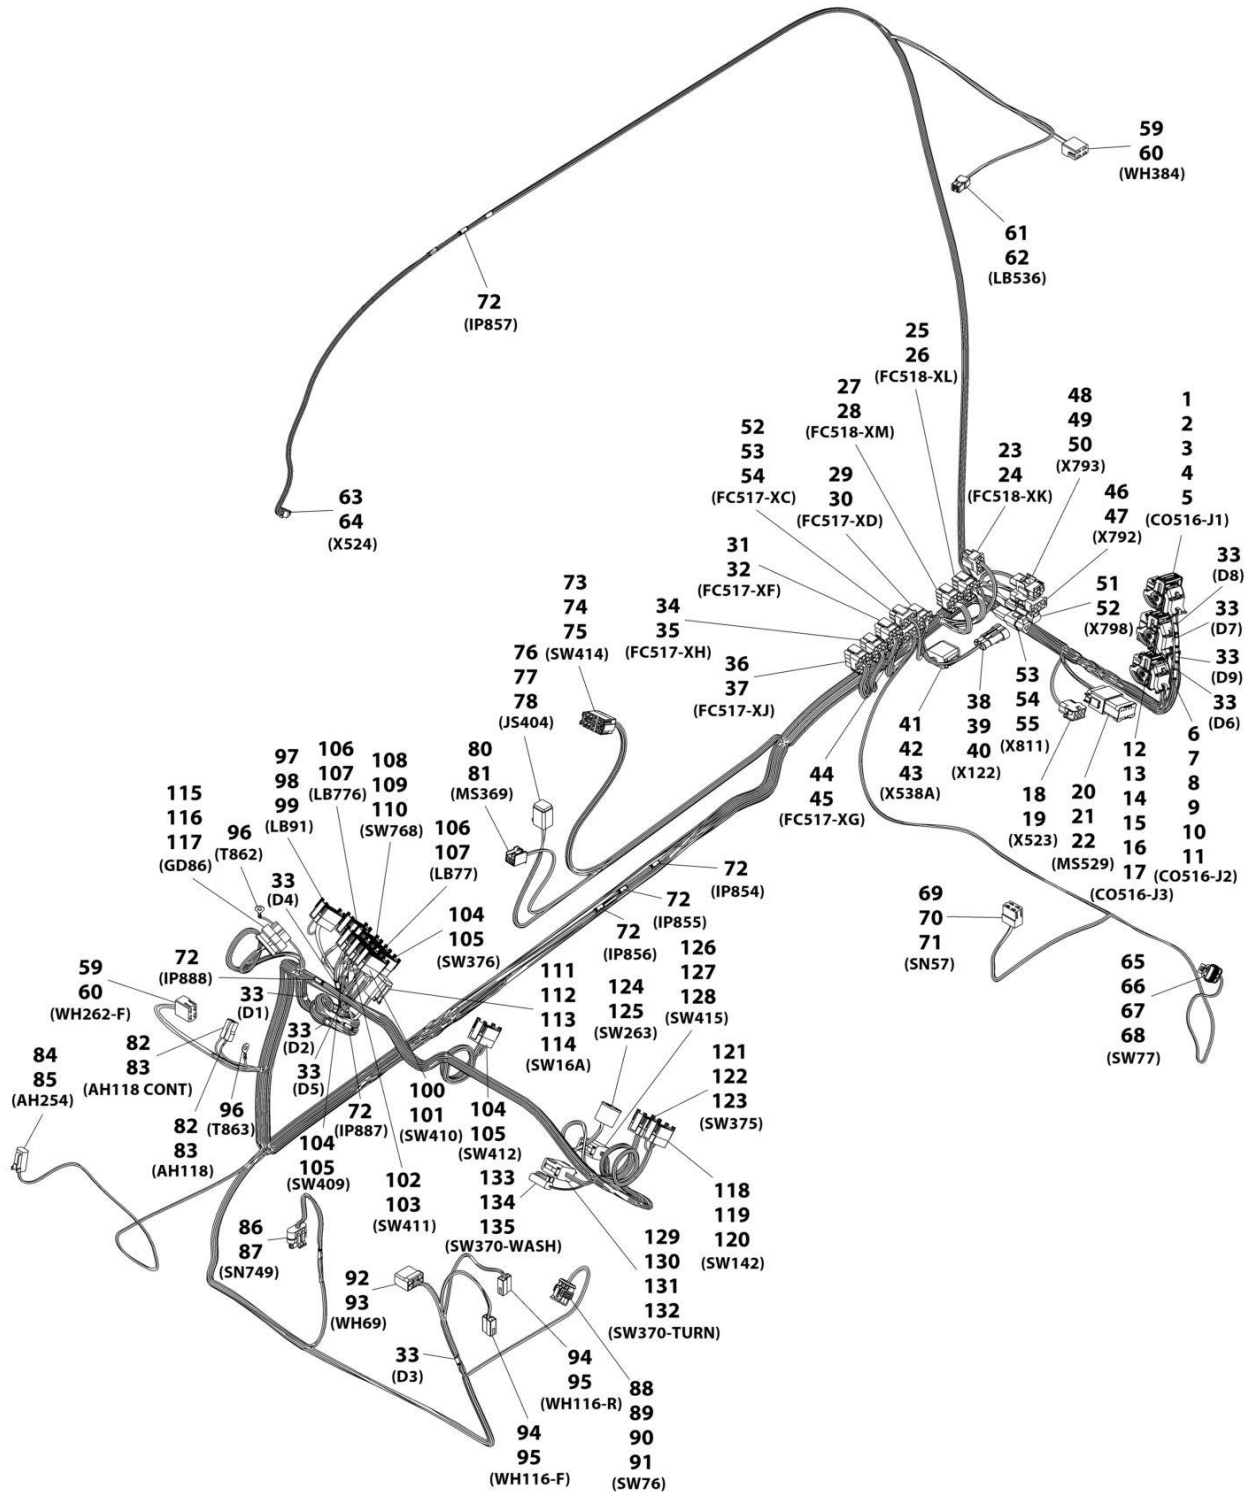 59
60
(WH384)
61
62
(LB536)
72
(IP857)
63
64
(X524)
25
26
(FC518-XL)
27
28
(FC518-XM)
52
53
54
(FC517-XC)
29
30
(FC517-XD)
31
32
(FC517-XF)
34
35
(FC517-XH)
36
37
(FC517-XJ)
23
24
(FC518-XK)
48
49
50
(X793)
46
47
(X792)
1
2
3
4
5
(CO516-J1)
33
(D8)
33
(D7)
33
(D9)
33
(D6)
51
52
(X798)
53
54
55
(X811)
38
39
40
(X122)
41
42
43
(X538A)
44
45
(FC517-XG)
18
19
(X523)
20
21
22
(MS529)
12
13
14
15
16
17
(CO516-J3)
6
7
8
9
10
11
(CO516-J2)
73
74
75
(SW414)
76
77
78
(JS404)
80
81
(MS369)
72
(IP854)
72
(IP855)
72
(IP856)
69
70
71
(SN57)
65
66
67
68
(SW77)
97
98
99
(LB91)
106
107
(LB776)
108
109
110
(SW768)
106
107
(LB77)
104
105
(SW376)
115
116
117
(GD86)
96
(T862)
33
(D4)
72
(IP888)
59
60
(WH262-F)
33
(D1)
33
(D2)
33
(D5)
72
(IP887)
82
83
(AH118 CONT)
84
85
(AH254)
82
83
(AH118)
96
(T863)
104
105
(SW409)
100
101
(SW410)
102
103
(SW411)
111
112
113
114
(SW16A)
104
105
(SW412)
124
125
(SW263)
126
127
128
(SW415)
121
122
123
(SW375)
118
119
120
(SW142)
133
134
135
(SW370-WASH)
129
130
131
132
(SW370-TURN)
86
87
(SN749)
92
93
(WH69)
33
(D3)
94
95
(WH116-R)
94
95
(WH116-F)
88
89
90
91
(SW76)